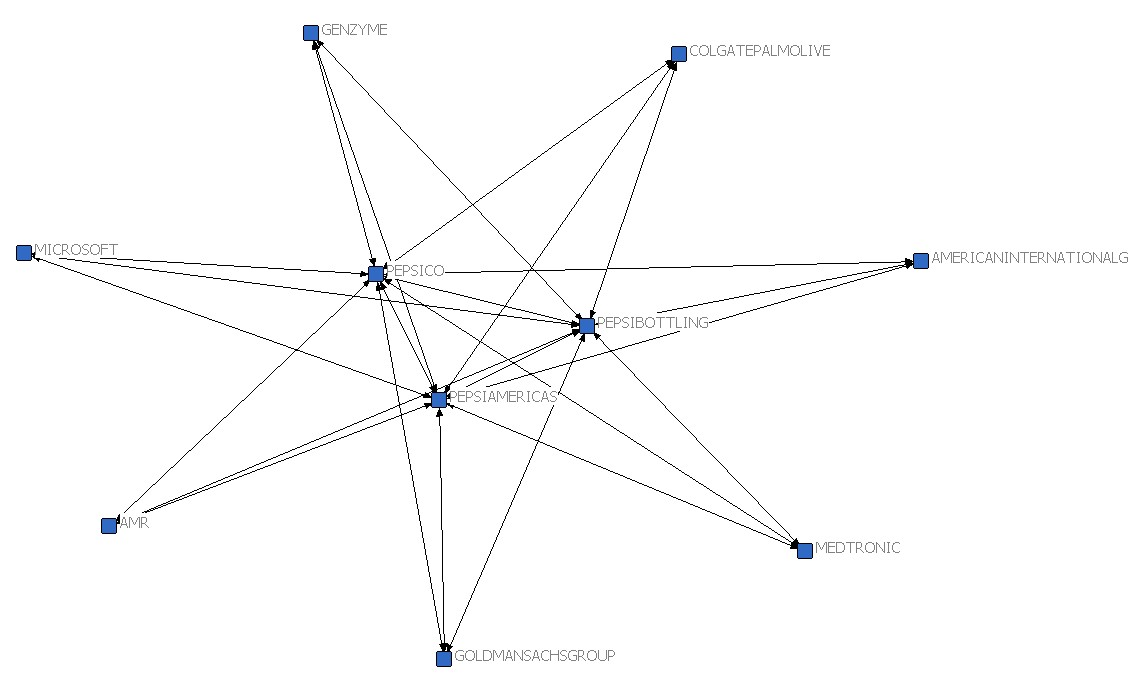 GENZYME
COLGATEPALMOLIVE
MICROSOFT
AMERICANINTERNATIONALG
PEPSICO
PEPSIBOTTLING
PEPSIAMERICAS
AMR
MEDTRONIC
GOLDMANSACHSGROUP